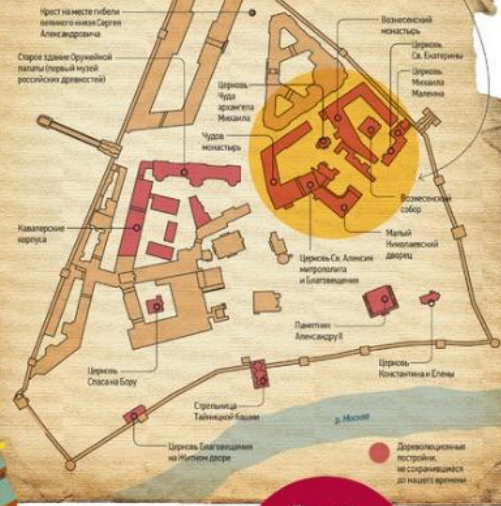 Крест на месте гибели
великого князя Сергея
Александровича
Вознесенский
монастырь
Старое здание Оружейной
палаты (первый музей
российских древностей)
Церковь
Св. Екатерины
Церковь
Михаила
Малеина
Церковь
Чуда
архангела
Михаила
Чудов
монастырь
Вознесенский
собор
Кавалерские
корпуса
Малый
Николаевский
дворец
Церковь Св. Алексия
митрополита
и Благовещения
Памятник
Александру II
Церковь
Спаса на Бору
Церковь
Константина и Елены
Стрельница
Тайницкой башни
р. Москва
Церковь Благовещения
на Житном дворе
Дореволюционные
постройки,
не сохранившиеся
до нашего времени